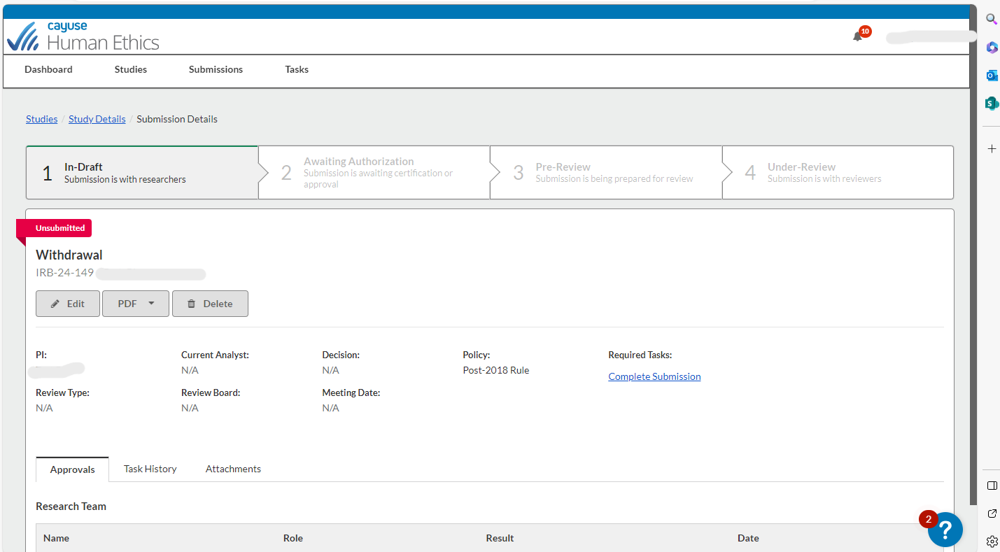 cayuse
Human Ethics
10
Dashboard Studies Submissions Tasks
Studies / Study Details / Submission Details
1 In-Draft
Submission is with researchers
2 Awaiting Authorization
Submission is awaiting certification or
approval
3 Pre-Review
Submission is being prepared for review
4 Under-Review
Submission is with reviewers
Unsubmitted
Withdrawal
IRB-24-149
Edit PDF Delete
PI: Current Analyst: Decision: Policy: Required Tasks:
N/A N/A Post-2018 Rule Complete Submission
Review Type: Review Board: Meeting Date:
N/A N/A N/A
Approvals Task History Attachments
Research Team
Name Role Result Date
2
?